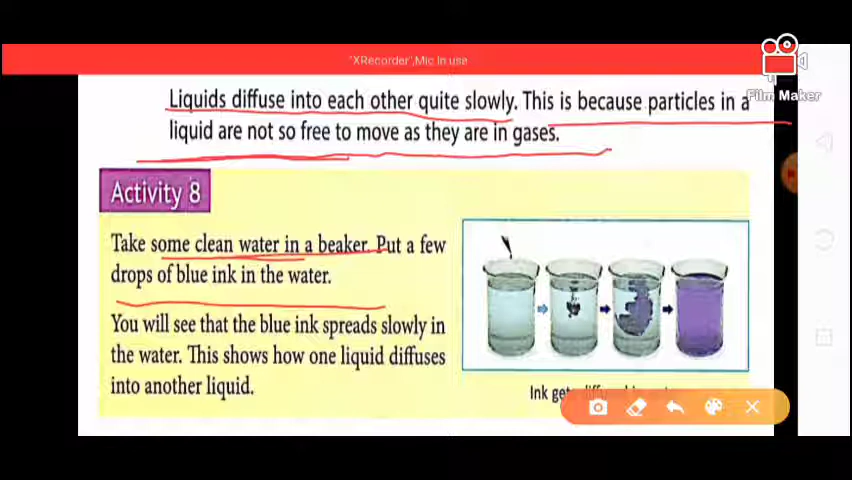 "XRecorder",Mic In use
Film Maker
Liquids diffuse into each other quite slowly. This is because particles in a
liquid are not so free to move as they are in gases.
Activity 8
Take some clean water in a beaker. Put a few
drops of blue ink in the water.
You will see that the blue ink spreads slowly in
the water. This shows how one liquid diffuses
into another liquid.
Ink